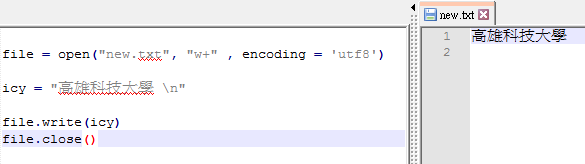 file = open("new.txt", "w+" , encoding = 'utf8')
icy = "高雄科技大學 \n"
file.write(icy)
file.close()
new.txt
1 高雄科技大學
2